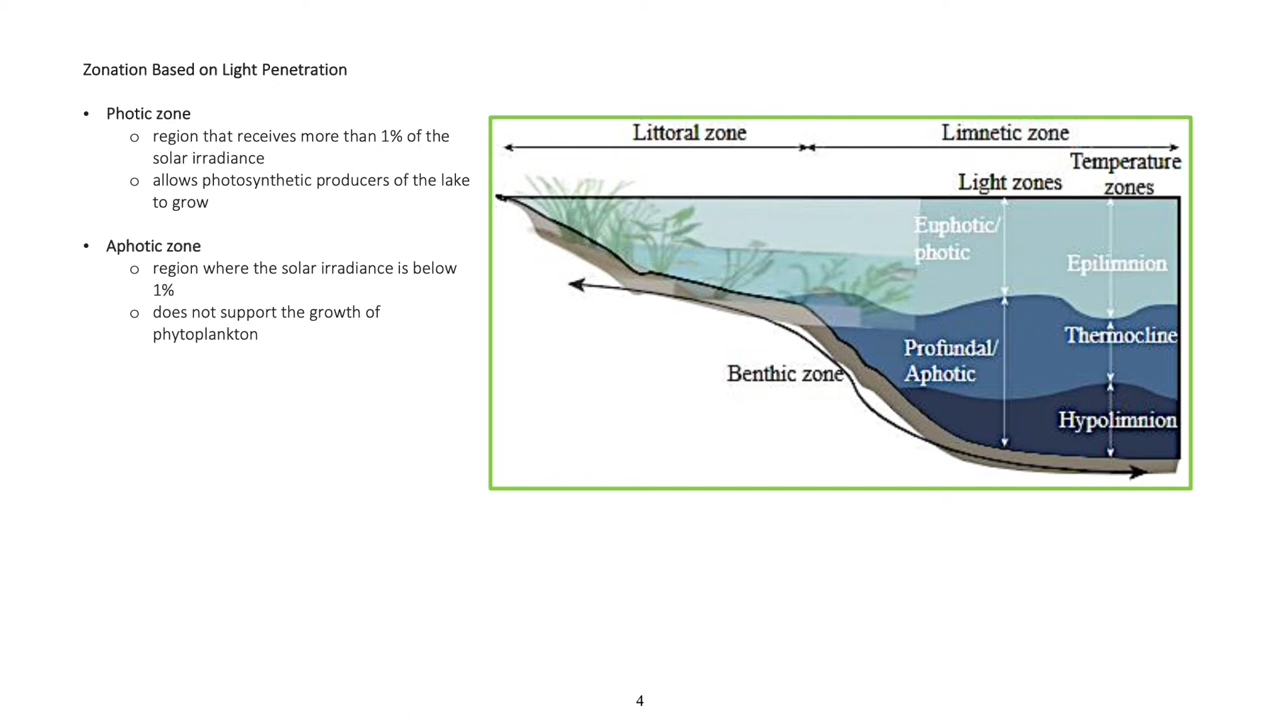 Zonation Based on Light Penetration
• Photic zone
o region that receives more than 1% of the
solar irradiance
o allows photosynthetic producers of the lake
to grow
• Aphotic zone
o region where the solar irradiance is below
1%
o does not support the growth of
phytoplankton
Littoral zone
Limnetic zone
Light zones
Temperature
zones
Euphotic/
photic
Epilimnion
Profundal/
Aphotic
Thermocline
Benthic zone
Hypolimnion
4